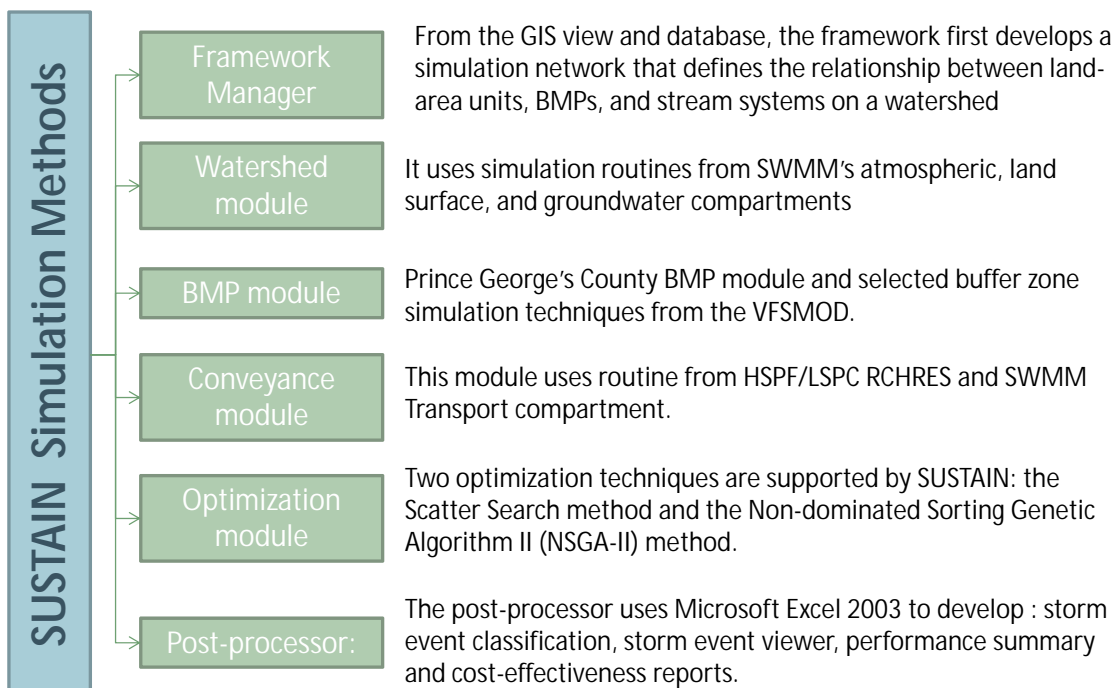 SUSTAIN Simulation Methods
Framework
Manager
From the GIS view and database, the framework first develops a
simulation network that defines the relationship between land-
area units, BMPs, and stream systems on a watershed
Watershed
module
It uses simulation routines from SWMM's atmospheric, land
surface, and groundwater compartments
BMP module
Prince George's County BMP module and selected buffer zone
simulation techniques from the VFSMOD.
Conveyance
module
This module uses routine from HSPF/LSPC RCHRES and SWMM
Transport compartment.
Optimization
module
Two optimization techniques are supported by SUSTAIN: the
Scatter Search method and the Non-dominated Sorting Genetic
Algorithm II (NSGA-II) method.
Post-processor:
The post-processor uses Microsoft Excel 2003 to develop : storm
event classification, storm event viewer, performance summary
and cost-effectiveness reports.